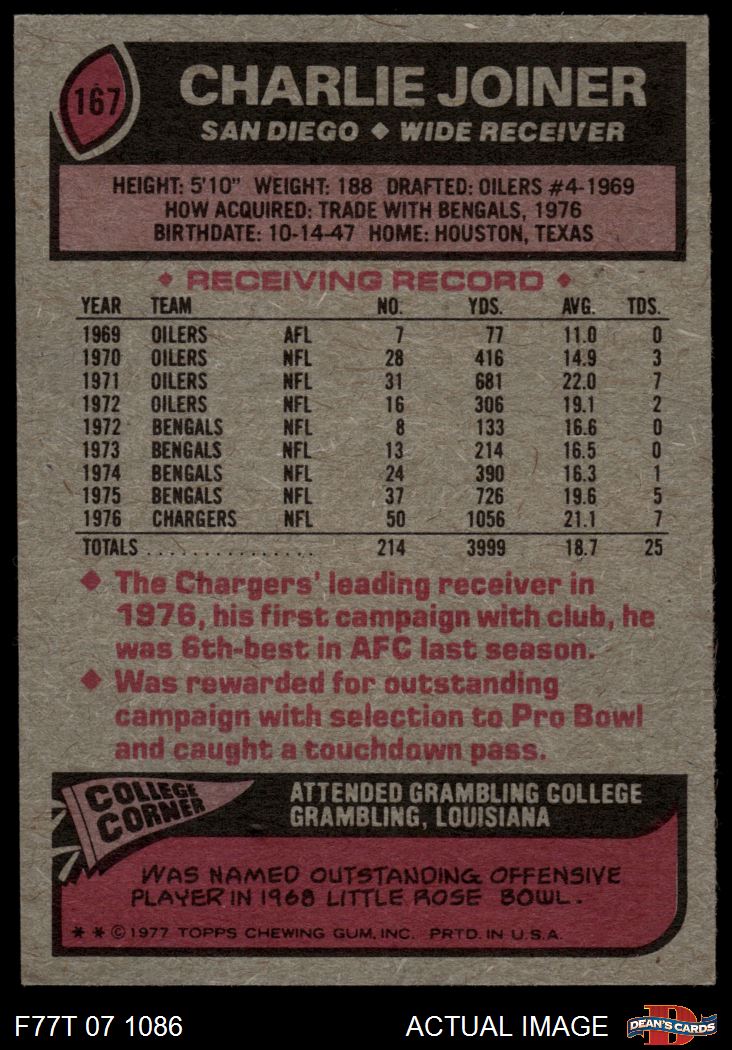 167
CHARLIE JOINER
SAN DIEGO ♦ WIDE RECEIVER
HEIGHT: 5'10" WEIGHT: 188 DRAFTED: OILERS #4-1969
HOW ACQUIRED: TRADE WITH BENGALS, 1976
BIRTHDATE: 10-14-47 HOME: HOUSTON, TEXAS
♦ RECEIVING RECORD ♦
YEAR TEAM NO. YDS. AVG. TDS.
1969 OILERS AFL 7 77 11.0 0
1970 OILERS NFL 28 416 14.9 3
1971 OILERS NFL 31 681 22.0 7
1972 OILERS NFL 16 306 19.1 2
1972 BENGALS NFL 8 133 16.6 0
1973 BENGALS NFL 13 214 16.5 0
1974 BENGALS NFL 24 390 16.3 1
1975 BENGALS NFL 37 726 19.6 5
1976 CHARGERS NFL 50 1056 21.1 7
TOTALS ............... 214 3999 18.7 25
♦ The Chargers' leading receiver in
1976, his first campaign with club, he
was 6th-best in AFC last season.
♦ Was rewarded for outstanding
campaign with selection to Pro Bowl
and caught a touchdown pass.
COLLEGE
CORNER
ATTENDED GRAMBLING COLLEGE
GRAMBLING, LOUISIANA
WAS NAMED OUTSTANDING OFFENSIVE
PLAYER IN 1968 LITTLE ROSE BOWL.
* * © 1977 TOPPS CHEWING GUM, INC. PRTD. IN U.S.A.
F77T 07 1086 ACTUAL IMAGE
D
DEAN'S CARDS